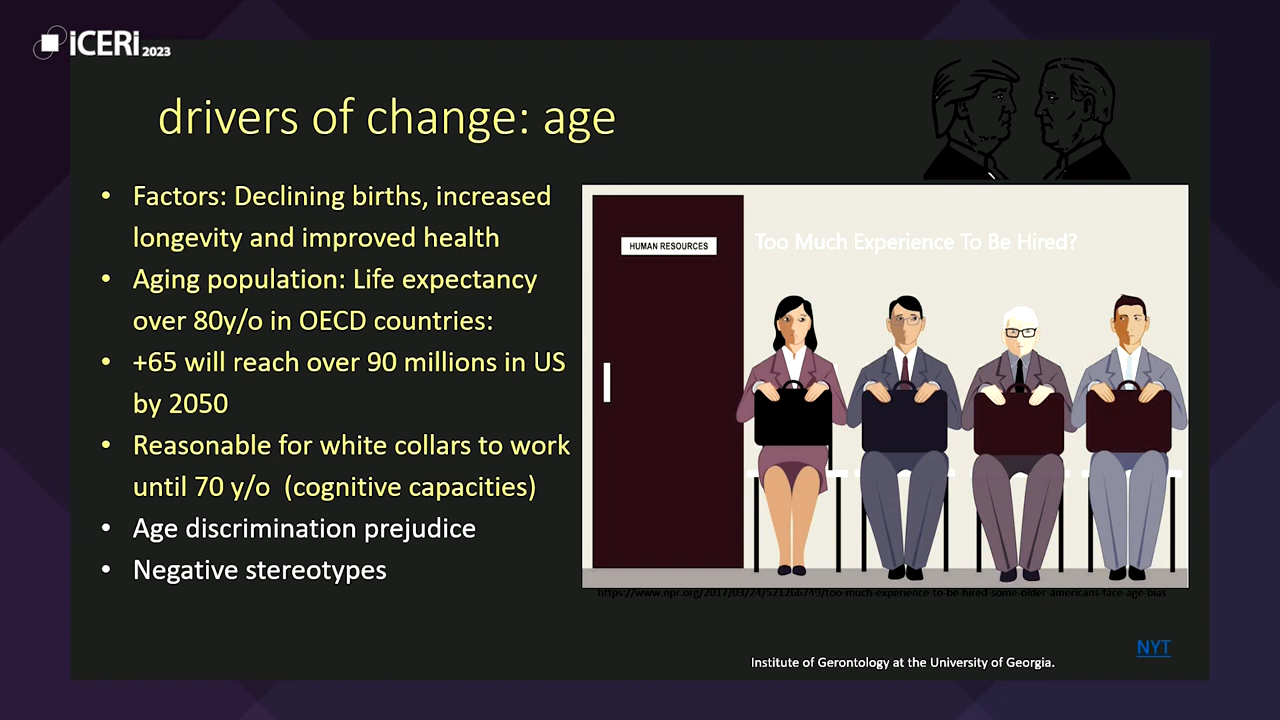 iCERi 2023
drivers of change: age
• Factors: Declining births, increased
longevity and improved health
• Aging population: Life expectancy
over 80y/o in OECD countries:
• +65 will reach over 90 millions in US
by 2050
• Reasonable for white collars to work
until 70 y/o (cognitive capacities)
• Age discrimination prejudice
• Negative stereotypes
HUMAN RESOURCES
Too Much Experience To Be Hired?
https://www.npr.org/2017/03/24/521266749/too-much-experience-to-be-hired-some-older-americans-face-age-bias
NYT
Institute of Gerontology at the University of Georgia.